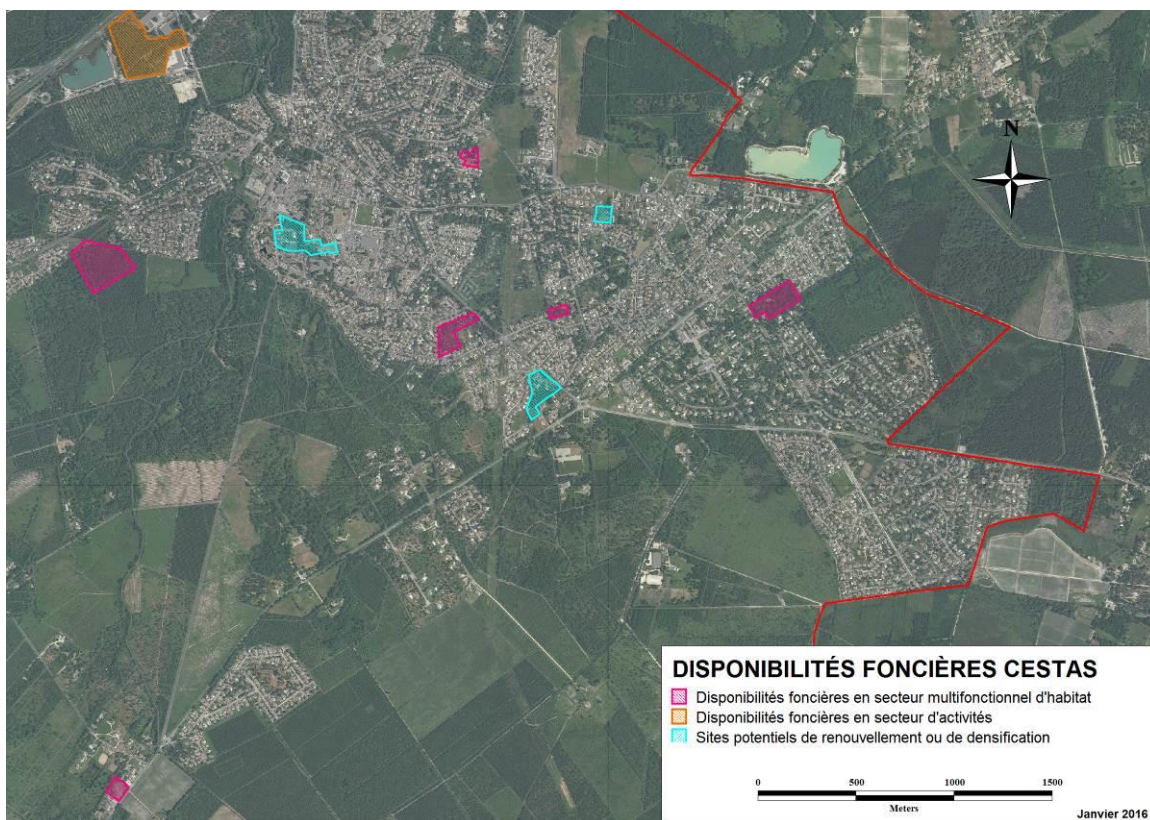 N
DISPONIBILITÉS FONCIÈRES CESTAS
Disponibilités foncières en secteur multifonctionnel d'habitat
Disponibilités foncières en secteur d'activités
Sites potentiels de renouvellement ou de densification
0 500 1000 1500
Meters
Janvier 2016